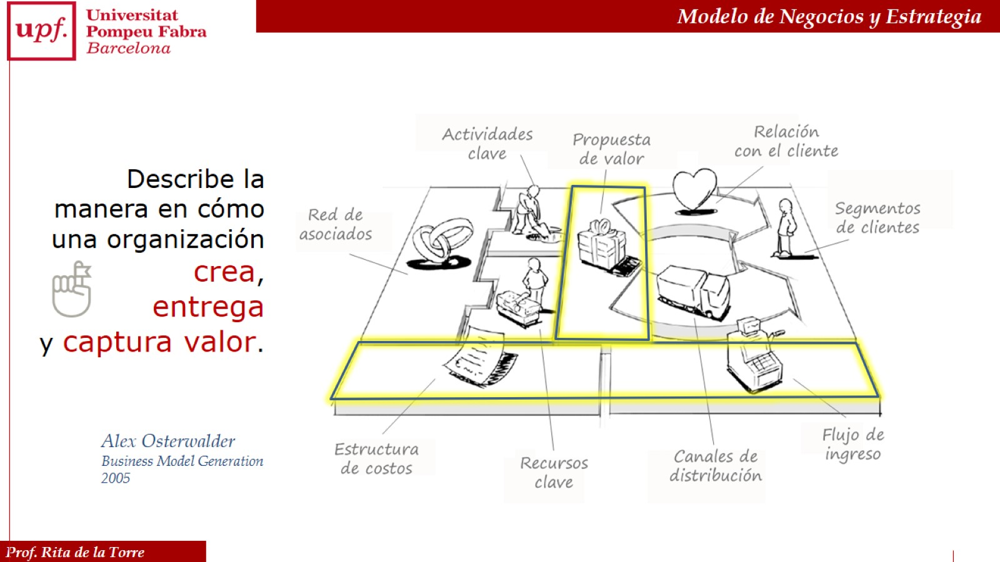 upf.
Universitat
Pompeu Fabra
Barcelona
Modelo de Negocios y Estrategia
Describe la
manera en cómo
una organización
crea,
entrega
y captura valor.
Alex Osterwalder
Business Model Generation
2005
Actividades
clave
Propuesta
de valor
Relación
con el cliente
Red de
asociados
Segmentos
de clientes
Estructura
de costos
Recursos
clave
Canales de
distribución
Flujo de
ingreso
Prof. Rita de la Torre